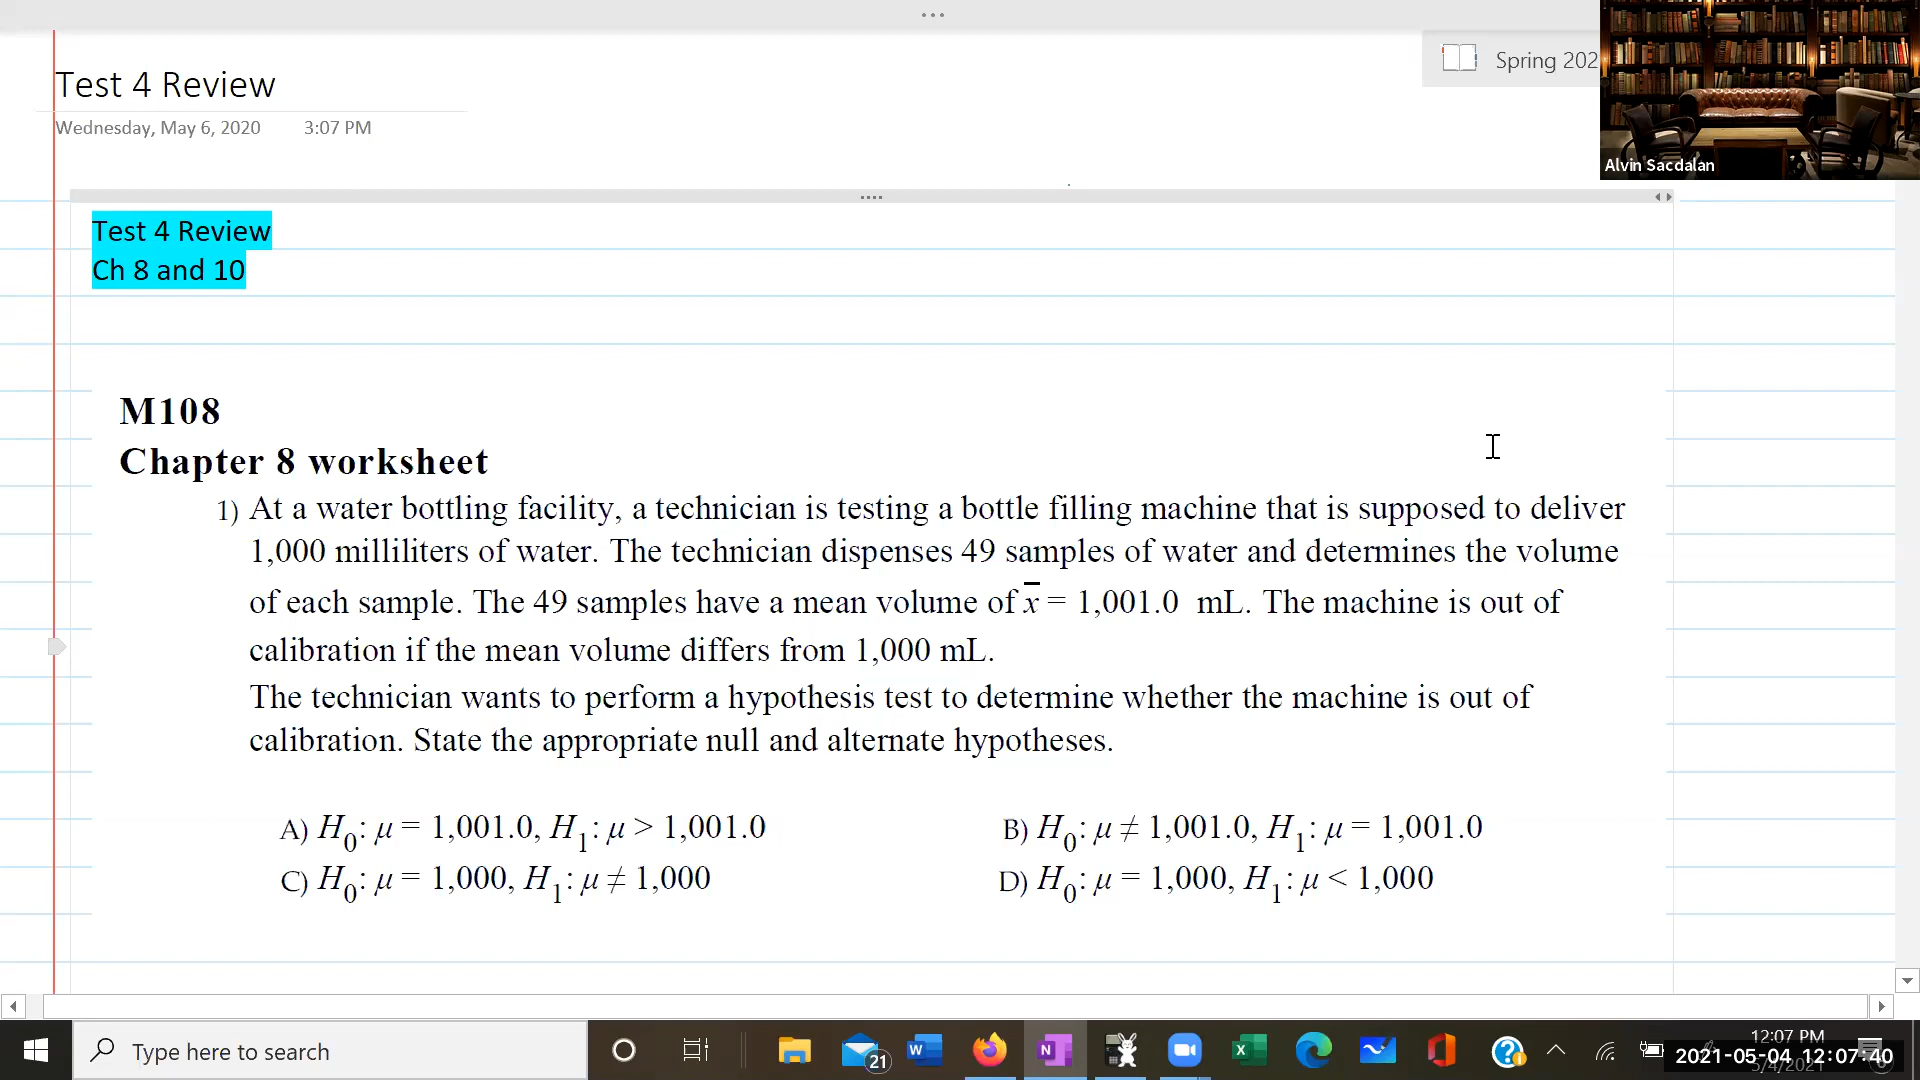 Test 4 Review
Wednesday, May 6, 2020 3:07 PM
Spring 202
Alvin Sacdalan
Test 4 Review
Ch 8 and 10
M108
Chapter 8 worksheet
1) At a water bottling facility, a technician is testing a bottle filling machine that is supposed to deliver
1,000 milliliters of water. The technician dispenses 49 samples of water and determines the volume
of each sample. The 49 samples have a mean volume of x̄ = 1,001.0 mL. The machine is out of
calibration if the mean volume differs from 1,000 mL.
The technician wants to perform a hypothesis test to determine whether the machine is out of
calibration. State the appropriate null and alternate hypotheses.
A) H₀: μ = 1,001.0, H₁: μ > 1,001.0
B) H₀: μ ≠ 1,001.0, H₁: μ = 1,001.0
C) H₀: μ = 1,000, H₁: μ ≠ 1,000
D) H₀: μ = 1,000, H₁: μ < 1,000
Type here to search
21
12:07 PM
2021-05-04 12:07:40